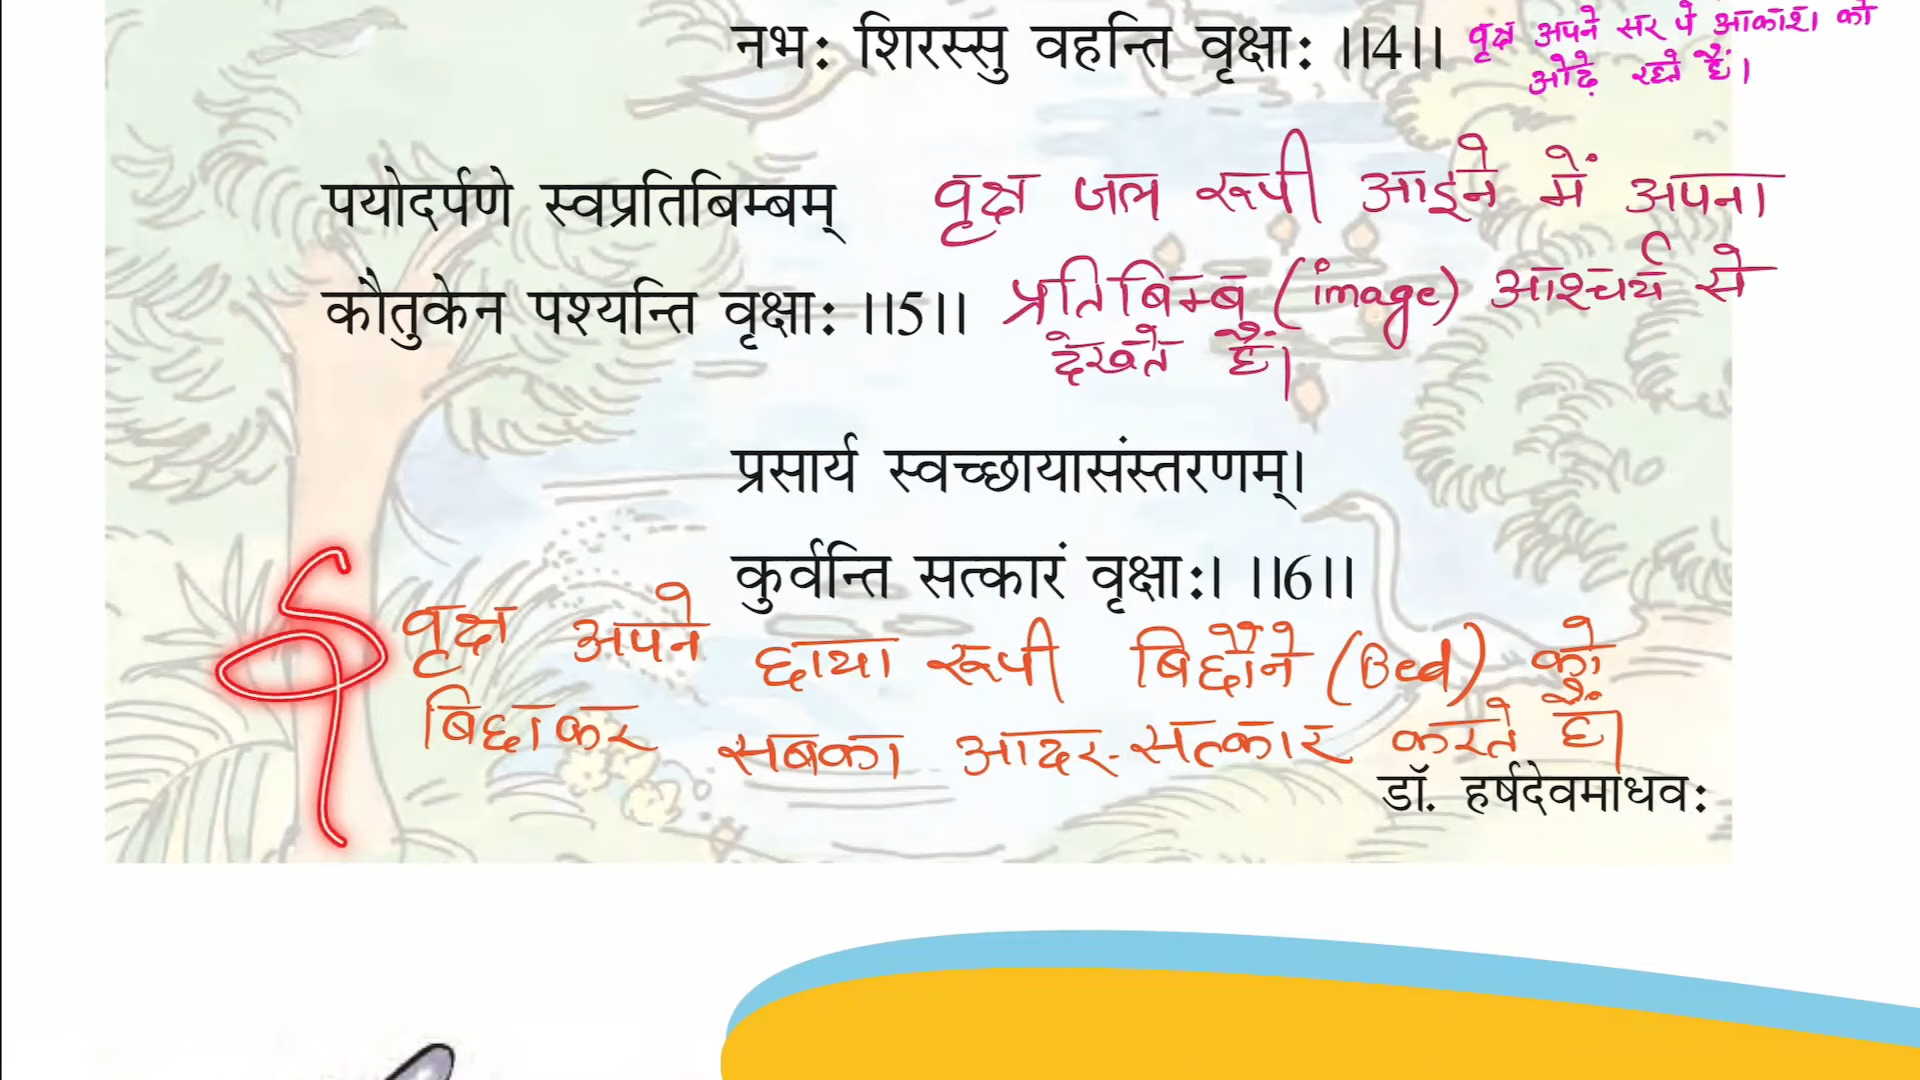 नभः शिरस्सु वहन्ति वृक्षाः ।।4।।
वृक्ष अपने सर पे आकाश को
ओढ़े रहते हैं।
पयोदर्पणे स्वप्रतिबिम्बम्
वृक्ष जल रूपी आइने में अपना
कौतुकेन पश्यन्ति वृक्षाः ।।5।।
प्रतिबिम्ब (image) आश्चर्य से
देखते हैं।
प्रसार्य स्वच्छायासंस्तरणम्।
कुर्वन्ति सत्कारं वृक्षाः। ।।6।।
वृक्ष अपने छाया रूपी बिछौने (Bed) को
बिछाकर सबका आदर-सत्कार करते हैं।
डॉ. हर्षदेवमाधवः